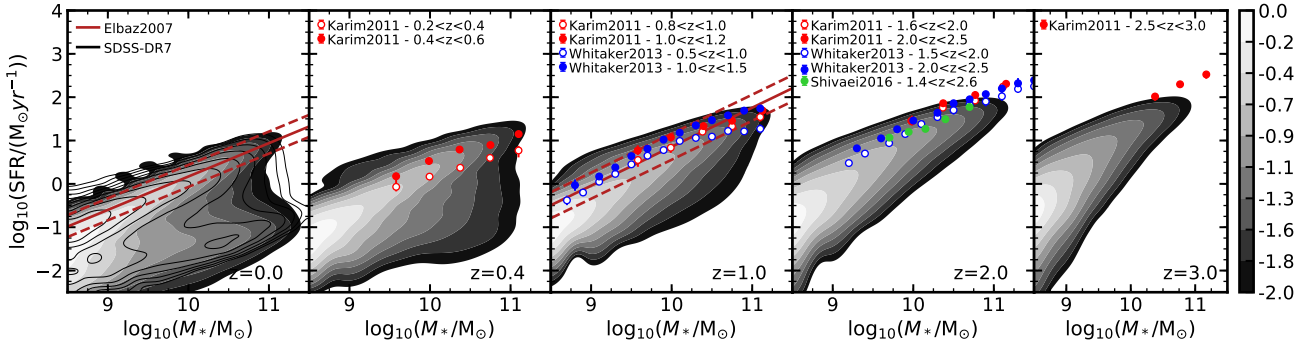 log₁₀(SFR/(M⊙yr⁻¹))
4
3
2
1
0
−1
−2
Elbaz2007
SDSS-DR7
z=0.0
9 10 11
log₁₀(M*/M⊙)
Karim2011 - 0.2<z<0.4
Karim2011 - 0.4<z<0.6
z=0.4
9 10 11
log₁₀(M*/M⊙)
Karim2011 - 0.8<z<1.0
Karim2011 - 1.0<z<1.2
Whitaker2013 - 0.5<z<1.0
Whitaker2013 - 1.0<z<1.5
z=1.0
9 10 11
log₁₀(M*/M⊙)
Karim2011 - 1.6<z<2.0
Karim2011 - 2.0<z<2.5
Whitaker2013 - 1.5<z<2.0
Whitaker2013 - 2.0<z<2.5
Shivaei2016 - 1.4<z<2.6
z=2.0
9 10 11
log₁₀(M*/M⊙)
Karim2011 - 2.5<z<3.0
z=3.0
9 10 11
log₁₀(M*/M⊙)
0.0
-0.4
-0.5
-0.7
-0.9
-1.1
-1.3
-1.6
-1.8
-2.0